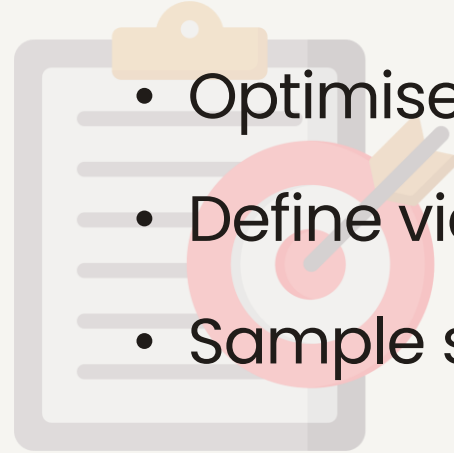 • Optimise
• Define vi
• Sample s